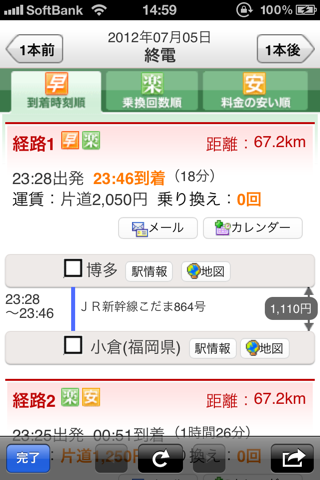 SoftBank 14:59 100%
1本前 2012年07月05日 1本後
終電
早 楽 安
到着時刻順 乗換回数順 料金の安い順
経路1 早 楽 距離：67.2km
23:28出発 23:46到着（18分）
運賃：片道2,050円 乗り換え：0回
メール カレンダー
博多 駅情報 地図
23:28
～23:46
ＪＲ新幹線こだま864号
1,110円
小倉(福岡県) 駅情報 地図
経路2 楽 安 距離：67.2km
23:25出発 00:51到着（1時間26分）
運賃：片道1,250円 乗り換え：0回
完了